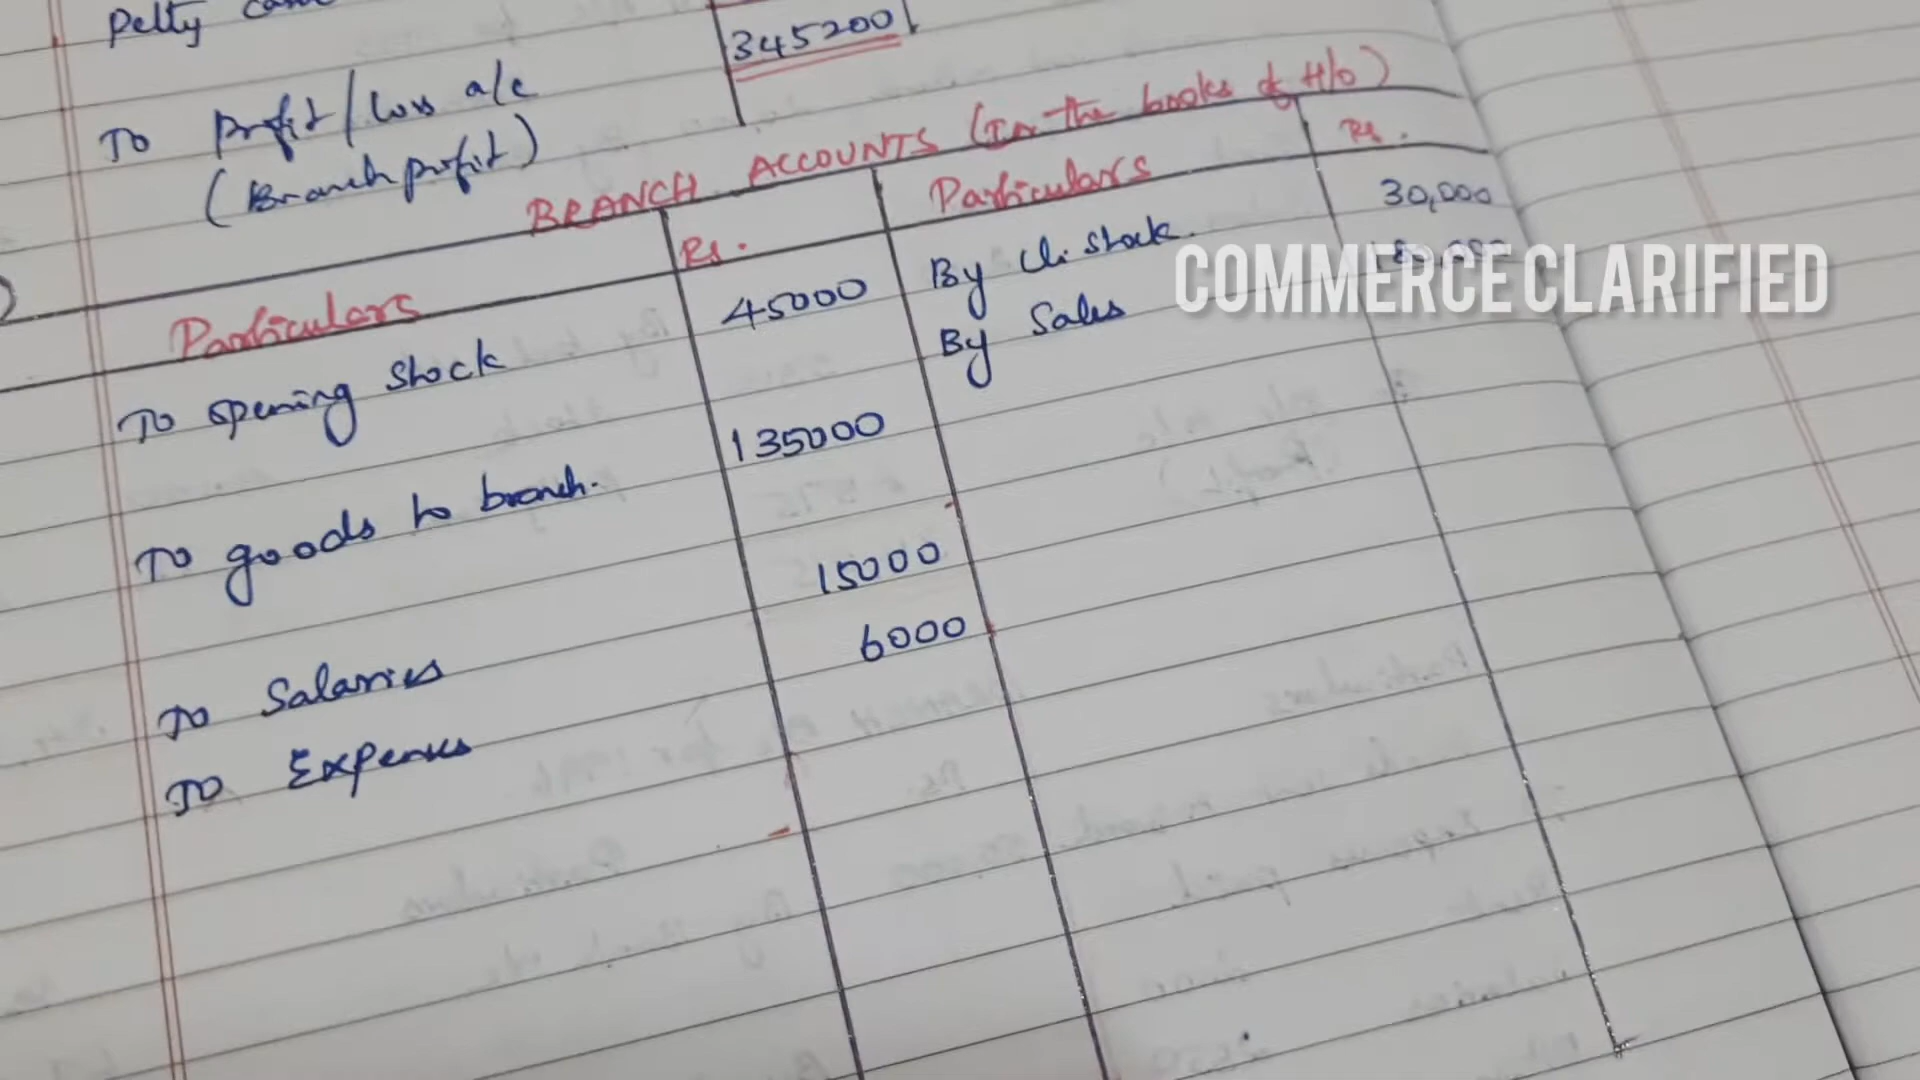 Petty
345200
To Profit/Loss a/c
(Branch profit)
BRANCH ACCOUNTS (In the books of H/o)
Particulars Rs. Particulars Rs.
To opening Stock 45000 By Cl. Stock. 30,000
To goods to branch. 135000 By Sales
To Salaries 15000
To Expenses 6000
COMMERCE CLARIFIED